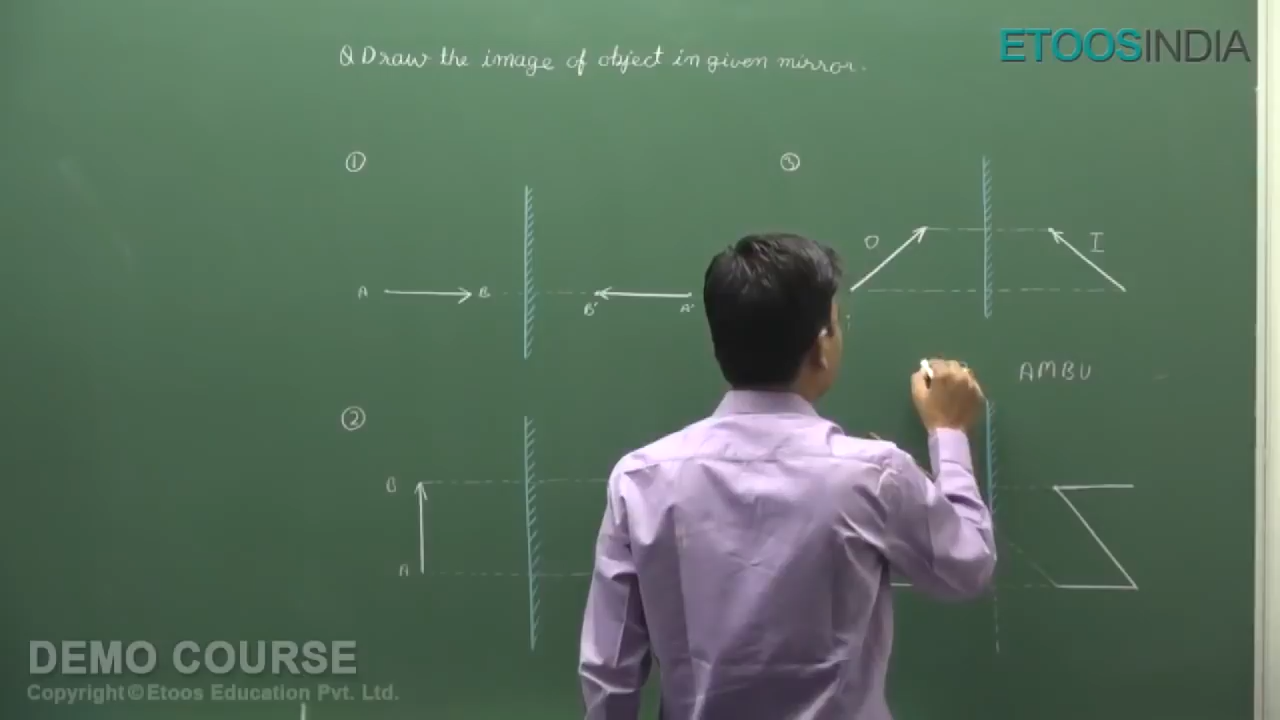 ETOOSINDIA
Q Draw the image of object in given mirror.
①
③
O
I
A
B
B'
A'
AMBU
②
B
A
DEMO COURSE
Copyright©Etoos Education Pvt. Ltd.